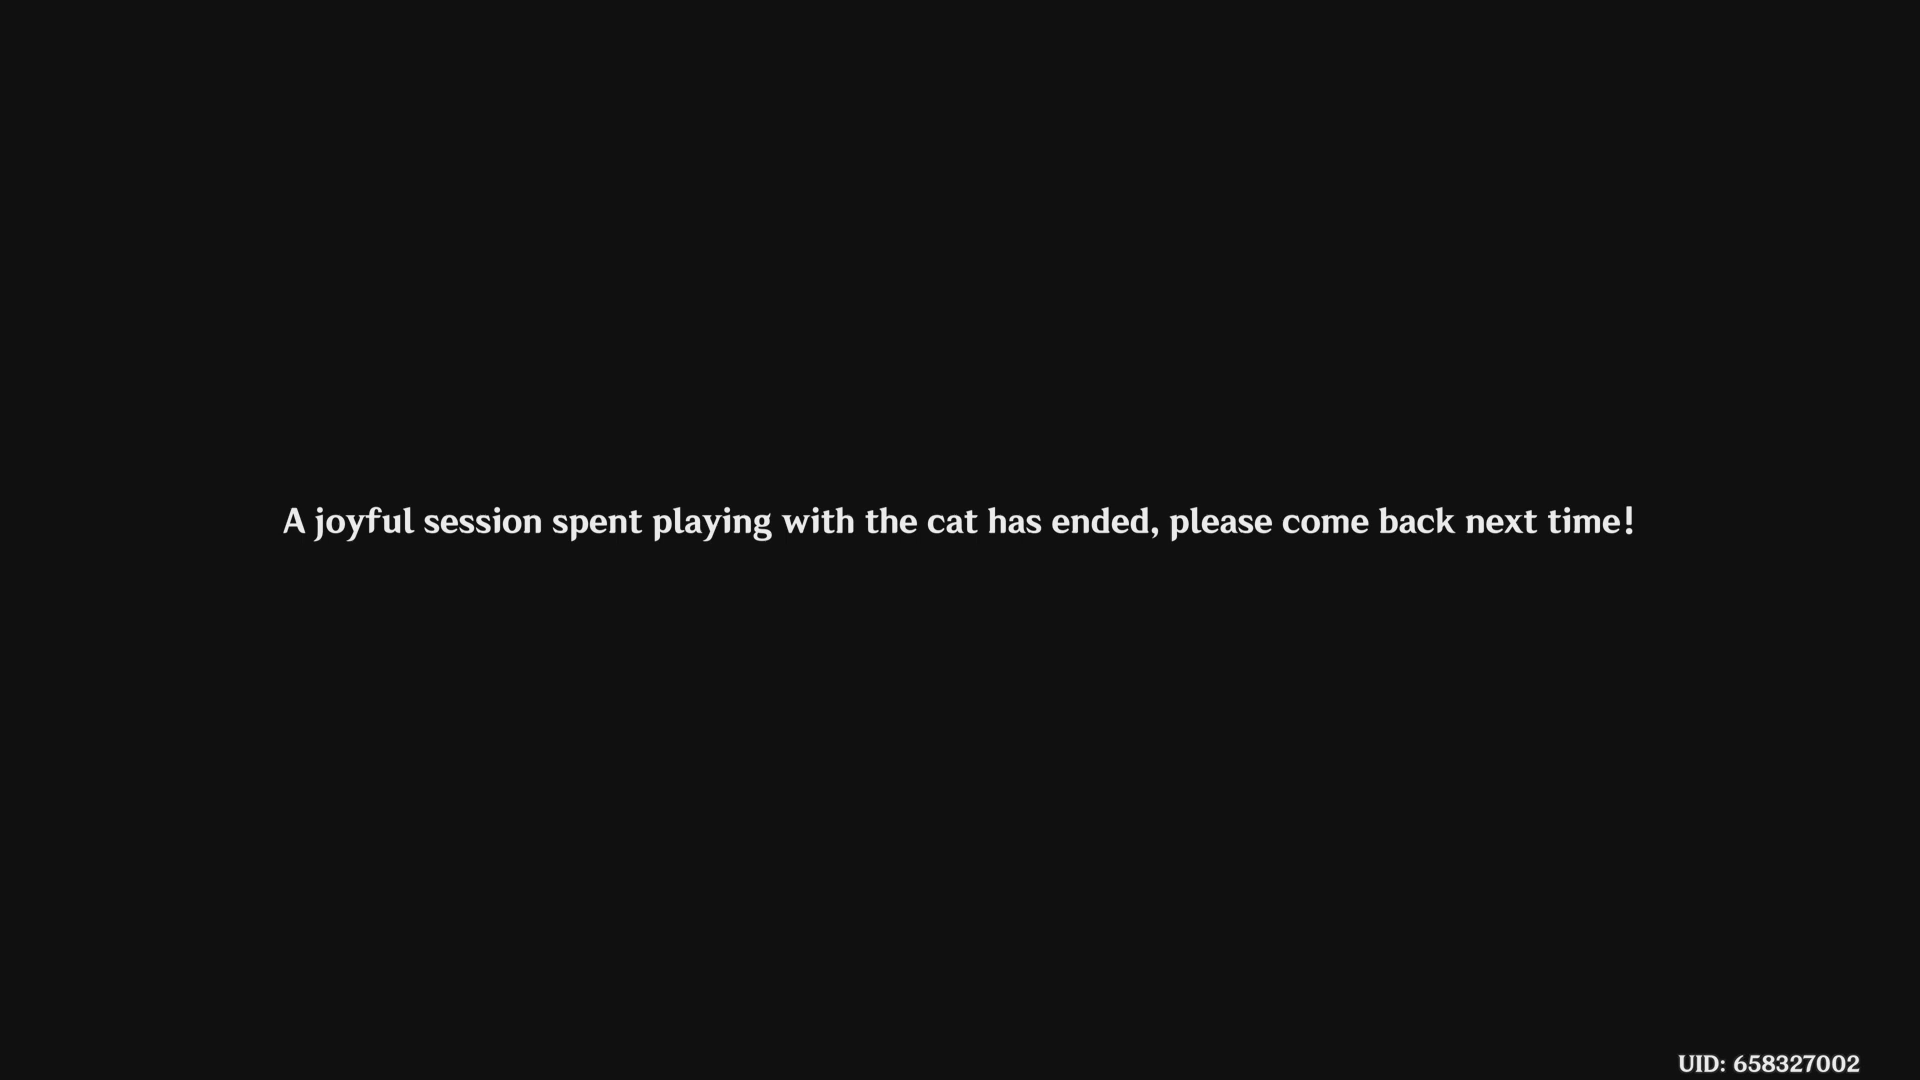 A joyful session spent playing with the cat has ended, please come back next time!
UID: 658327002